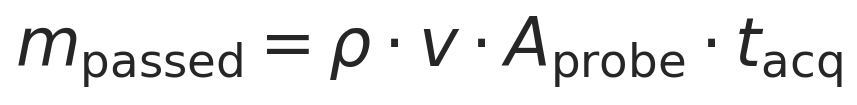 m_passed = ρ · v · A_probe · t_acq